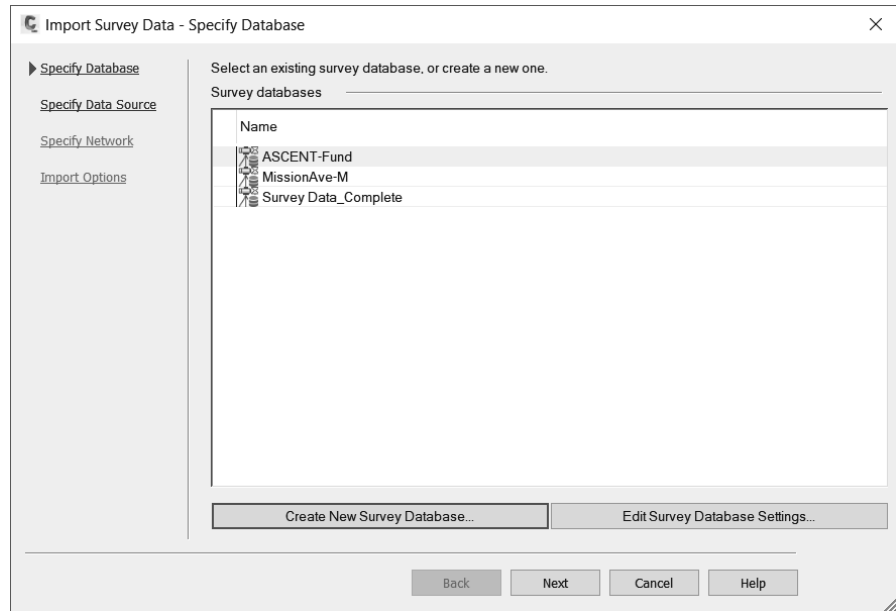 Import Survey Data - Specify Database
Specify Database
Specify Data Source
Specify Network
Import Options
Select an existing survey database, or create a new one.
Survey databases
Name
ASCENT-Fund
MissionAve-M
Survey Data_Complete
Create New Survey Database...
Edit Survey Database Settings...
Back
Next
Cancel
Help